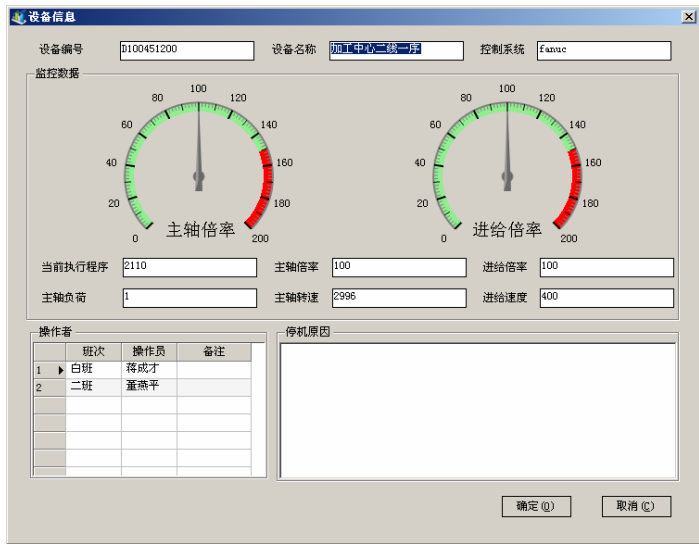 设备信息
设备编号 D100451200 设备名称 加工中心二线一序 控制系统 fanuc
监控数据
0 20 40 60 80 100 120 140 160 180 200
主轴倍率
0 20 40 60 80 100 120 140 160 180 200
进给倍率
当前执行程序 2110 主轴倍率 100 进给倍率 100
主轴负荷 1 主轴转速 2996 进给速度 400
操作者
班次 操作员 备注
1 白班 蒋成才
2 二班 董燕平
停机原因
确定(O) 取消(C)